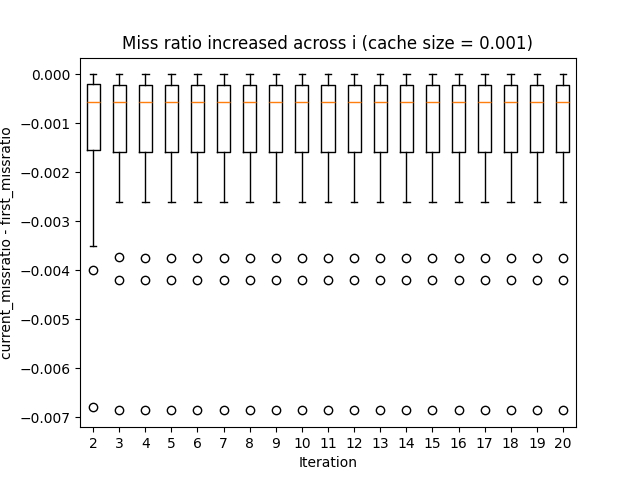 Miss ratio increased across i (cache size = 0.001)
current_missratio - first_missratio
0.000
−0.001
−0.002
−0.003
−0.004
−0.005
−0.006
−0.007
2 3 4 5 6 7 8 9 10 11 12 13 14 15 16 17 18 19 20
Iteration